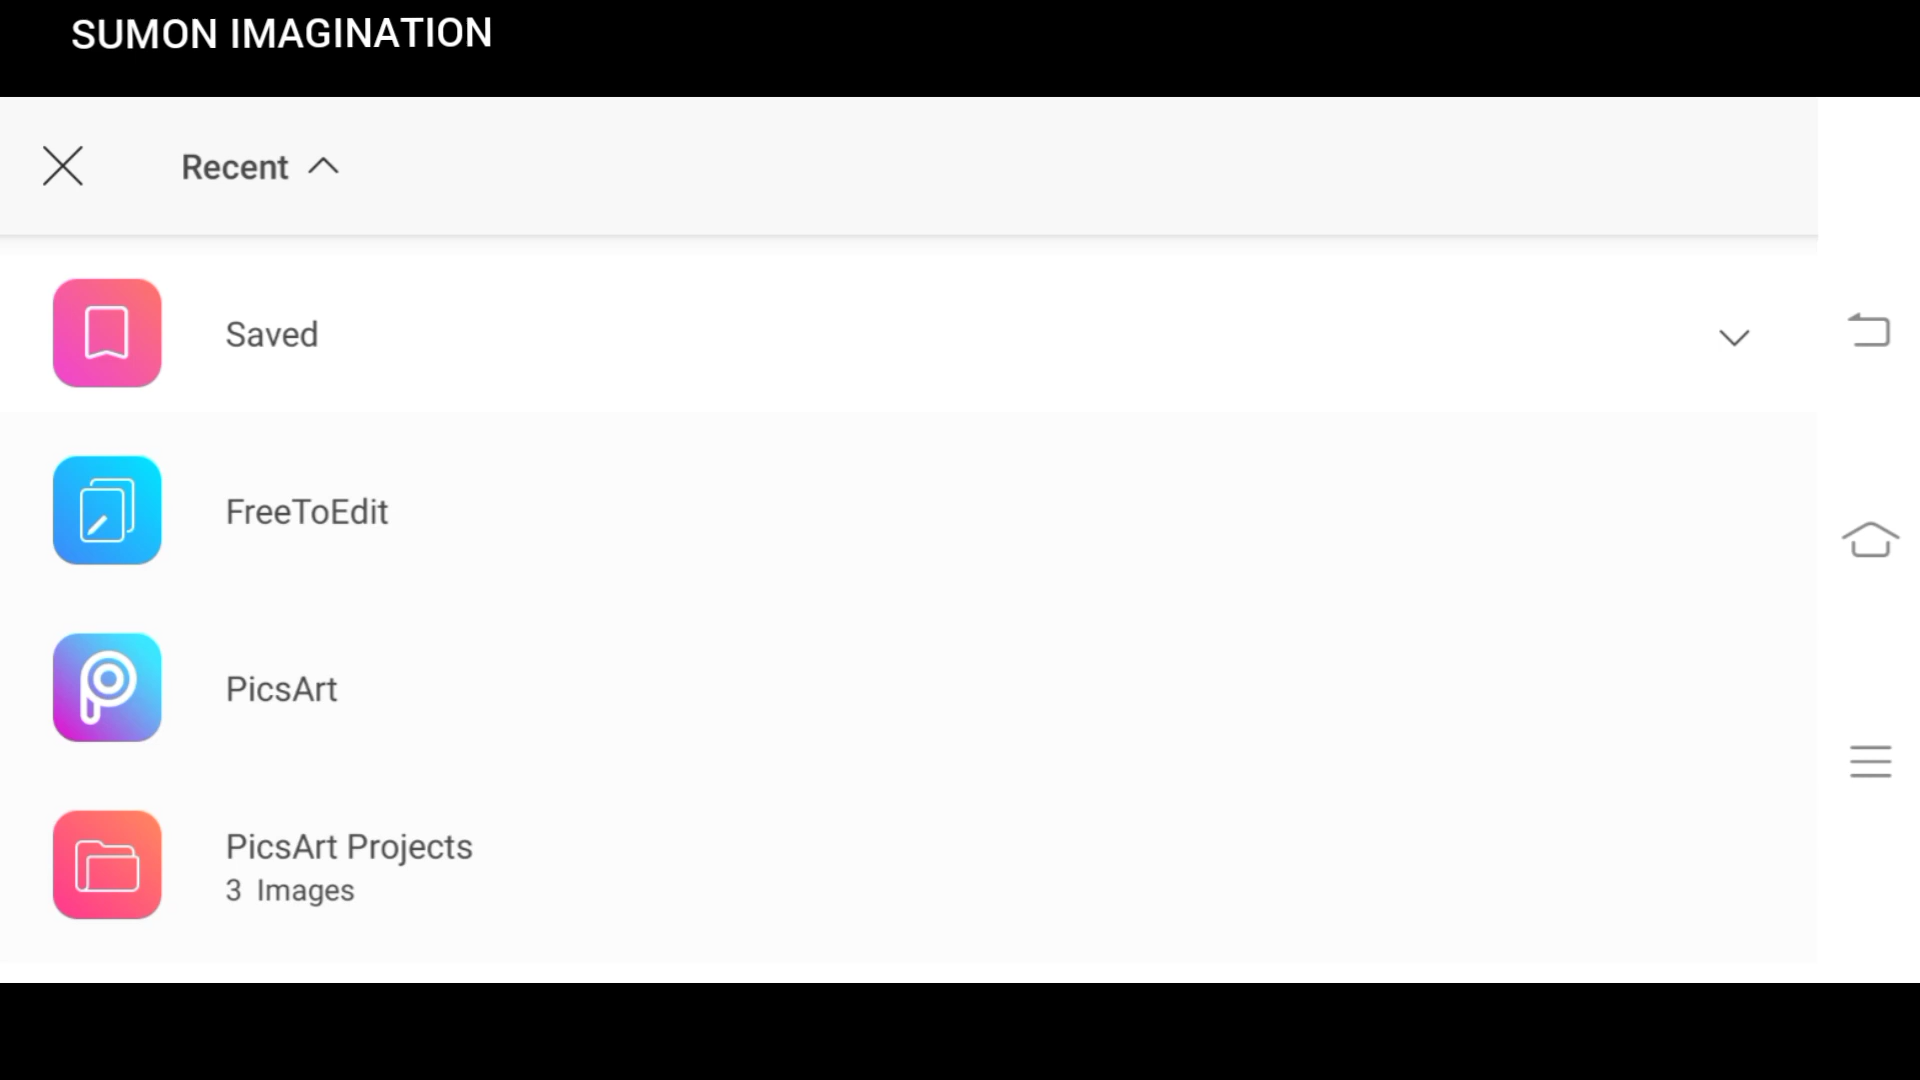 SUMON IMAGINATION
Recent
Saved
FreeToEdit
PicsArt
PicsArt Projects
3 Images